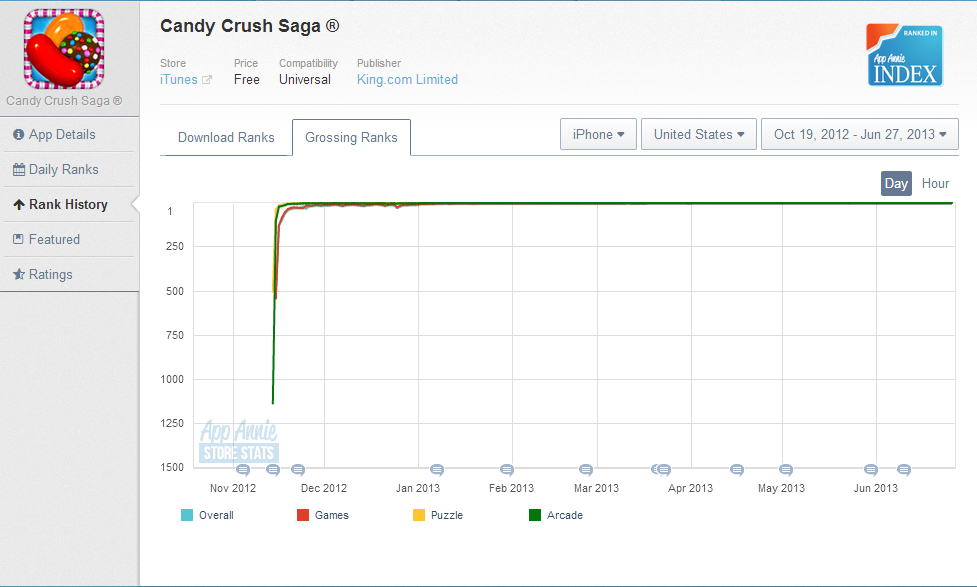 Candy Crush Saga ®
App Details
Daily Ranks
Rank History
Featured
Ratings
Candy Crush Saga ®
Store
iTunes
Price
Free
Compatibility
Universal
Publisher
King.com Limited
RANKED IN
App Annie
INDEX
Download Ranks
Grossing Ranks
iPhone
United States
Oct 19, 2012 - Jun 27, 2013
Day
Hour
1
250
500
750
1000
1250
1500
App Annie
STORE STATS
Nov 2012
Dec 2012
Jan 2013
Feb 2013
Mar 2013
Apr 2013
May 2013
Jun 2013
Overall
Games
Puzzle
Arcade